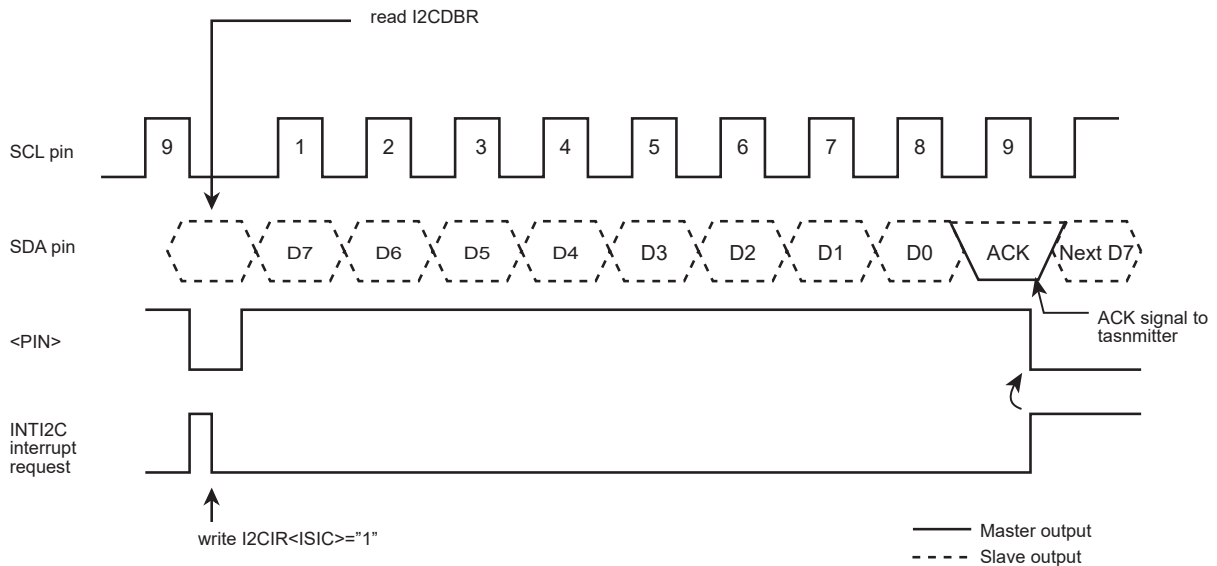 read I2CDBR
SCL pin
9 1 2 3 4 5 6 7 8 9
SDA pin
D7 D6 D5 D4 D3 D2 D1 D0 ACK Next D7
<PIN>
ACK signal to
tasnmitter
INTI2C
interrupt
request
write I2CIR<ISIC>=”1”
Master output
Slave output